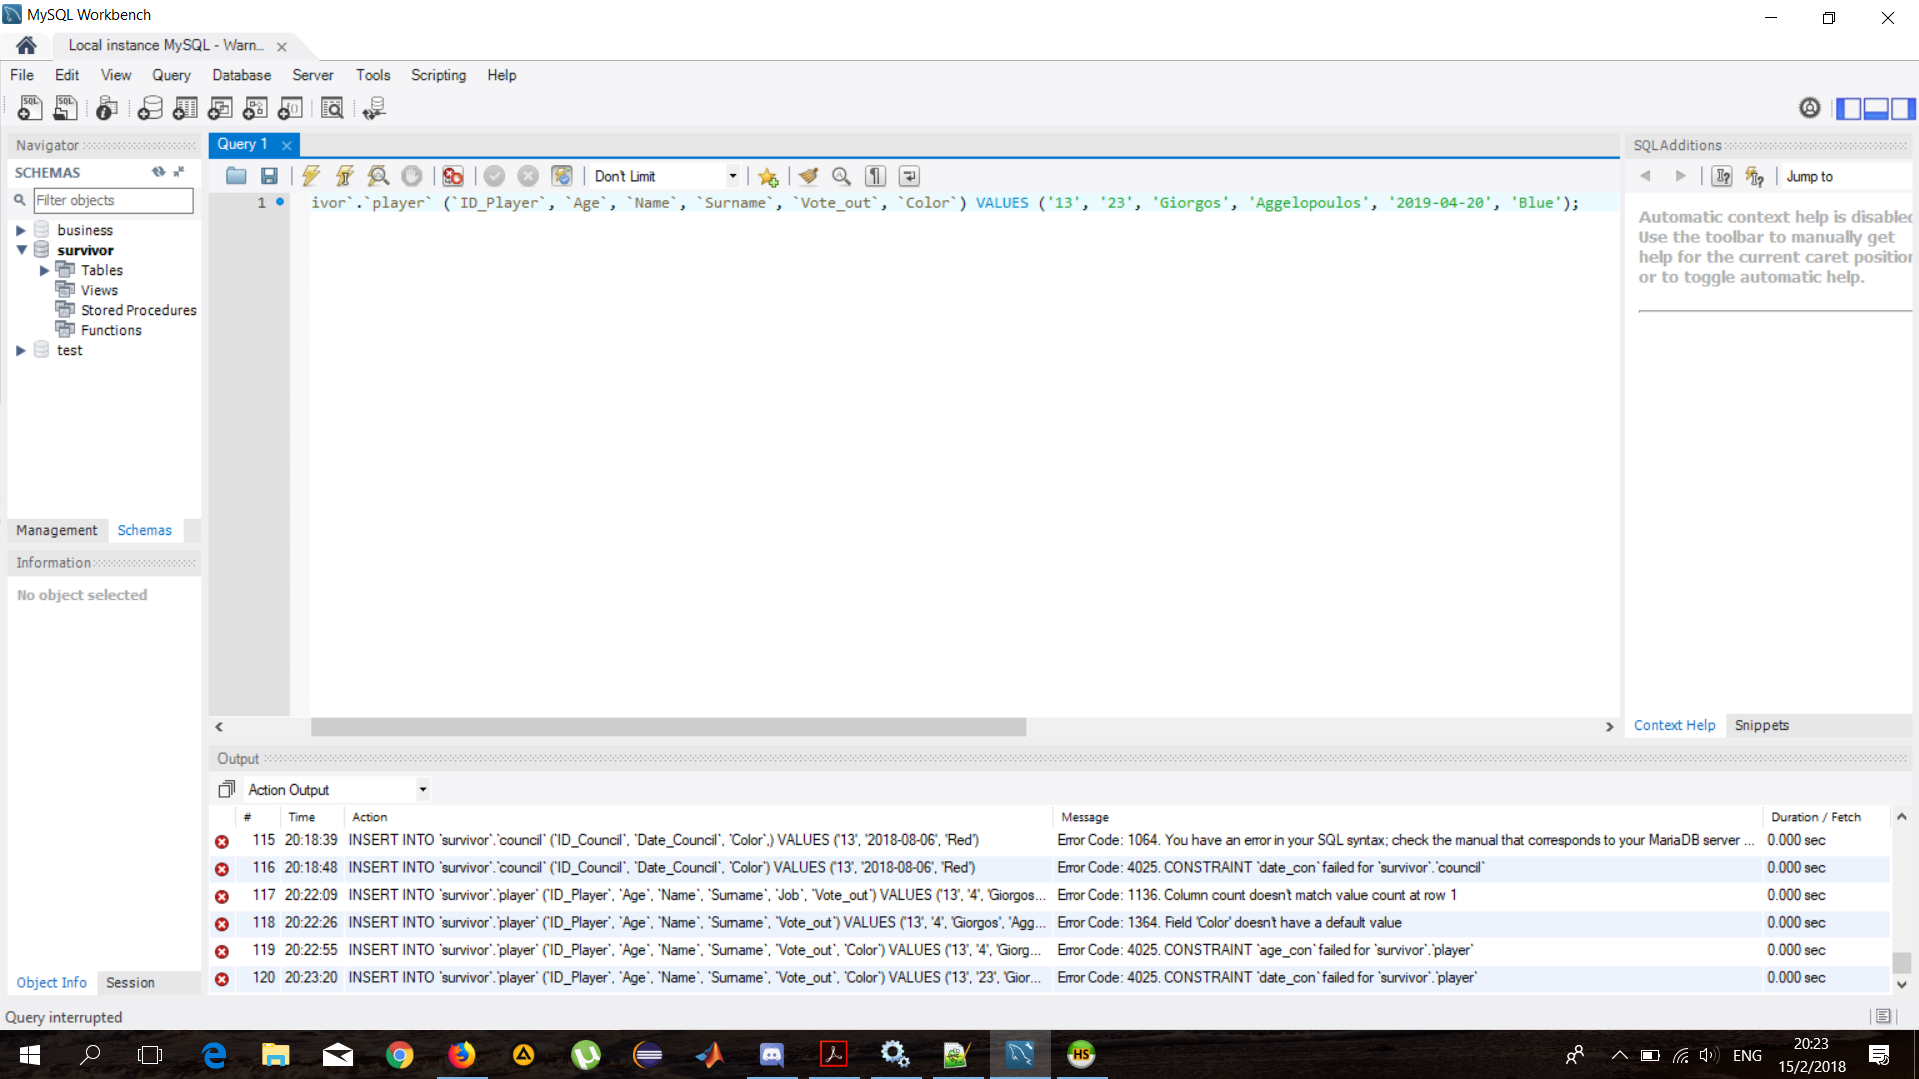 MySQL Workbench
Local instance MySQL - Warn...
File Edit View Query Database Server Tools Scripting Help
Navigator
SCHEMAS
Filter objects
business
survivor
Tables
Views
Stored Procedures
Functions
test
Management Schemas
Information
No object selected
Object Info Session
Query 1
Don't Limit
1 ivor`.`player` (`ID_Player`, `Age`, `Name`, `Surname`, `Vote_out`, `Color`) VALUES ('13', '23', 'Giorgos', 'Aggelopoulos', '2019-04-20', 'Blue');
SQLAdditions
Jump to
Automatic context help is disabled
Use the toolbar to manually get
help for the current caret position
or to toggle automatic help.
Context Help Snippets
Output
Action Output
# Time Action Message Duration / Fetch
115 20:18:39 INSERT INTO `survivor`.`council` (`ID_Council`, `Date_Council`, `Color`,) VALUES ('13', '2018-08-06', 'Red') Error Code: 1064. You have an error in your SQL syntax; check the manual that corresponds to your MariaDB server ... 0.000 sec
116 20:18:48 INSERT INTO `survivor`.`council` (`ID_Council`, `Date_Council`, `Color`) VALUES ('13', '2018-08-06', 'Red') Error Code: 4025. CONSTRAINT `date_con` failed for `survivor`.`council` 0.000 sec
117 20:22:09 INSERT INTO `survivor`.`player` (`ID_Player`, `Age`, `Name`, `Surname`, `Job`, `Vote_out`) VALUES ('13', '4', 'Giorgos... Error Code: 1136. Column count doesn't match value count at row 1 0.000 sec
118 20:22:26 INSERT INTO `survivor`.`player` (`ID_Player`, `Age`, `Name`, `Surname`, `Vote_out`) VALUES ('13', '4', 'Giorgos', 'Agg... Error Code: 1364. Field 'Color' doesn't have a default value 0.000 sec
119 20:22:55 INSERT INTO `survivor`.`player` (`ID_Player`, `Age`, `Name`, `Surname`, `Vote_out`, `Color`) VALUES ('13', '4', 'Giorg... Error Code: 4025. CONSTRAINT `age_con` failed for `survivor`.`player` 0.000 sec
120 20:23:20 INSERT INTO `survivor`.`player` (`ID_Player`, `Age`, `Name`, `Surname`, `Vote_out`, `Color`) VALUES ('13', '23', 'Gior... Error Code: 4025. CONSTRAINT `date_con` failed for `survivor`.`player` 0.000 sec
Query interrupted
HS
ENG
20:23
15/2/2018